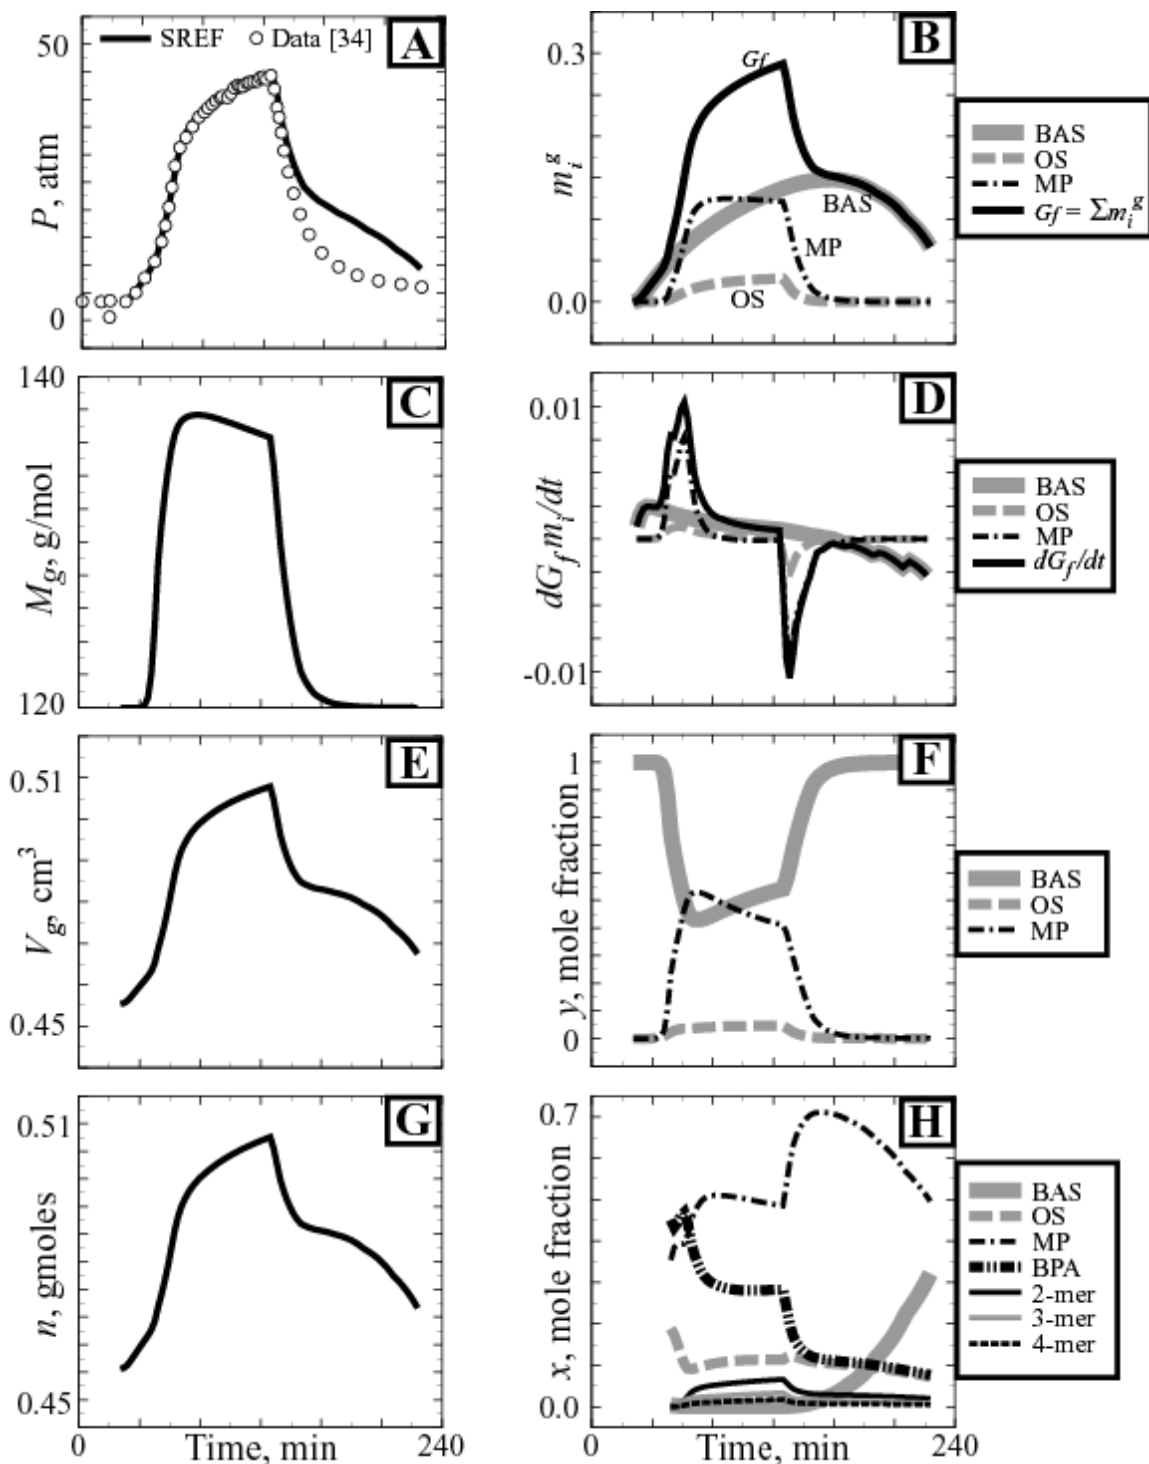 A
SREF
Data [34]
50
P, atm
0
B
0.3
G_f
m_i^g
BAS
MP
OS
0.0
BAS
OS
MP
G_f = Σm_i^g
C
140
M_g, g/mol
120
D
0.01
dG_f m_i/dt
-0.01
BAS
OS
MP
dG_f/dt
E
0.51
V_g, cm³
0.45
F
1
y, mole fraction
0
BAS
OS
MP
G
0.51
n, gmoles
0
0.45
0
Time, min
240
H
0.7
x, mole fraction
0.0
0
Time, min
240
BAS
OS
MP
BPA
2-mer
3-mer
4-mer